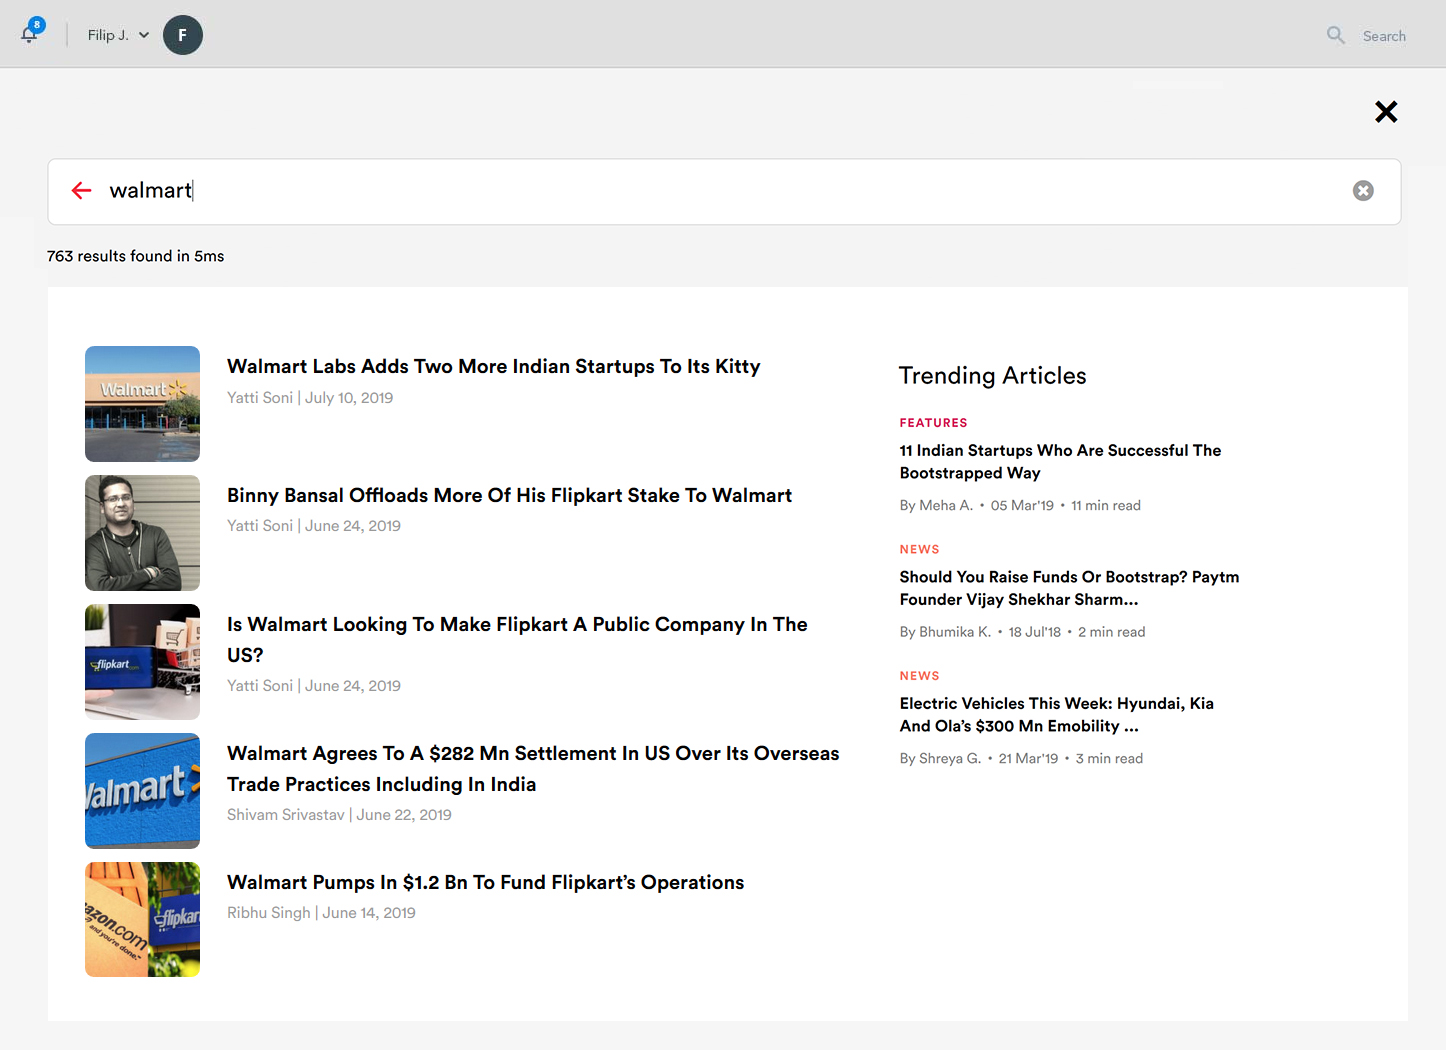 8
Filip J.
F
Search
walmart
763 results found in 5ms
Walmart
Walmart Labs Adds Two More Indian Startups To Its Kitty
Yatti Soni | July 10, 2019
Binny Bansal Offloads More Of His Flipkart Stake To Walmart
Yatti Soni | June 24, 2019
flipkart
Is Walmart Looking To Make Flipkart A Public Company In The
US?
Yatti Soni | June 24, 2019
Walmart
Walmart Agrees To A $282 Mn Settlement In US Over Its Overseas
Trade Practices Including In India
Shivam Srivastav | June 22, 2019
azon.com
and you're done.™
flipkar
Walmart Pumps In $1.2 Bn To Fund Flipkart’s Operations
Ribhu Singh | June 14, 2019
Trending Articles
FEATURES
11 Indian Startups Who Are Successful The
Bootstrapped Way
By Meha A. • 05 Mar'19 • 11 min read
NEWS
Should You Raise Funds Or Bootstrap? Paytm
Founder Vijay Shekhar Sharm...
By Bhumika K. • 18 Jul'18 • 2 min read
NEWS
Electric Vehicles This Week: Hyundai, Kia
And Ola’s $300 Mn Emobility ...
By Shreya G. • 21 Mar'19 • 3 min read